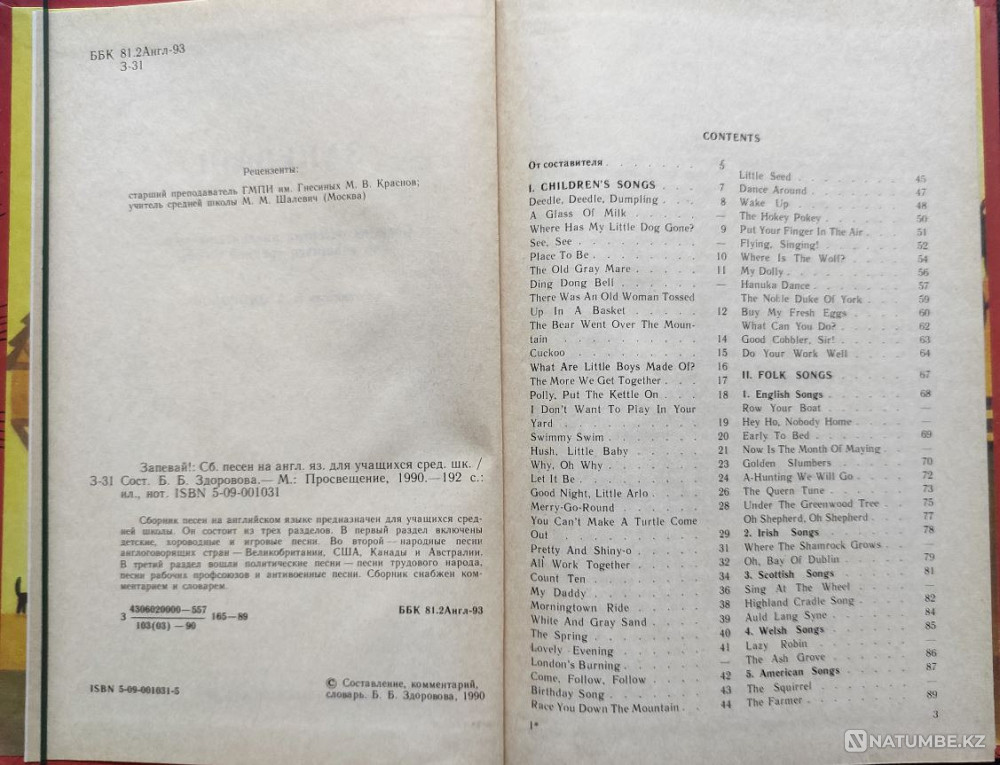 ББК 81.2Англ-93
З-31
Рецензенты:
старший преподаватель ГМПИ им. Гнесиных М. В. Краснов;
учитель средней школы М. М. Шалевич (Москва)
Запевай!: Сб. песен на англ. яз. для учащихся сред. шк. /
З-31 Сост. Б. Б. Здоровова.— М.: Просвещение, 1990.—192 с.:
ил., нот. ISBN 5-09-001031
Сборник песен на английском языке предназначен для учащихся сред-
ней школы. Он состоит из трех разделов. В первый раздел включены
детские, хороводные и игровые песни. Во второй — народные песни
англоговорящих стран — Великобритании, США, Канады и Австралии.
В третий раздел вошли политические песни — песни трудового народа,
песни рабочих профсоюзов и антивоенные песни. Сборник снабжен ком-
ментарием и словарем.
З 4306020000—557 165—89
103(03)—90
ББК 81.2Англ-93
ISBN 5-09-001031-5
© Составление, комментарий,
словарь. Б. Б. Здоровова, 1990
CONTENTS
От составителя . . . . . . . 5
I. CHILDREN'S SONGS . . . . 7
Deedle, Deedle, Dumpling . . . 8
A Glass Of Milk . . . . . . —
Where Has My Little Dog Gone? 9
See, See . . . . . . . . . —
Place To Be . . . . . . . . 10
The Old Gray Mare . . . . . 11
Ding Dong Bell . . . . . . —
There Was An Old Woman Tossed
Up In A Basket . . . . . . 12
The Bear Went Over The Moun-
tain . . . . . . . . . . . 14
Cuckoo . . . . . . . . . . 15
What Are Little Boys Made Of? 16
The More We Get Together . . . 17
Polly, Put The Kettle On . . . 18
I Don't Want To Play In Your
Yard . . . . . . . . . . . 19
Swimmy Swim . . . . . . . 20
Hush, Little Baby . . . . . . 21
Why, Oh Why . . . . . . . 23
Let It Be . . . . . . . . . 24
Good Night, Little Arlo . . . . 26
Merry-Go-Round . . . . . . 28
You Can't Make A Turtle Come
Out . . . . . . . . . . . 29
Pretty And Shiny-o . . . . . 31
All Work Together . . . . . . 32
Count Ten . . . . . . . . . 34
My Daddy . . . . . . . . . 36
Morningtown Ride . . . . . . 38
White And Gray Sand . . . . 39
The Spring . . . . . . . . . 40
Lovely Evening . . . . . . . 41
London's Burning . . . . . . —
Come, Follow, Follow . . . . 42
Birthday Song . . . . . . . 43
Race You Down The Mountain . . 44
1*
Little Seed . . . . . . . . . 45
Dance Around . . . . . . . 47
Wake Up . . . . . . . . . 48
The Hokey Pokey . . . . . . 50
Put Your Finger In The Air . . . 51
Flying, Singing! . . . . . . . 52
Where Is The Wolf? . . . . . 54
My Dolly . . . . . . . . . 56
Hanuka Dance . . . . . . . 57
The Noble Duke Of York . . . 59
Buy My Fresh Eggs . . . . . 60
What Can You Do? . . . . . 62
Good Cobbler, Sir! . . . . . . 63
Do Your Work Well . . . . . 64
II. FOLK SONGS . . . . . . 67
1. English Songs . . . . . . 68
Row Your Boat . . . . . . . —
Hey Ho, Nobody Home . . . . —
Early To Bed . . . . . . . 69
Now Is The Month Of Maying . . —
Golden Slumbers . . . . . . 70
A-Hunting We Will Go . . . . 72
The Queen Tune . . . . . . 73
Under The Greenwood Tree . . . 75
Oh Shepherd, Oh Shepherd . . . 77
2. Irish Songs . . . . . . . 78
Where The Shamrock Grows . . —
Oh, Bay Of Dublin . . . . . 79
3. Scottish Songs . . . . . . 81
Sing At The Wheel . . . . . —
Highland Cradle Song . . . . 82
Auld Lang Syne . . . . . . 84
4. Welsh Songs . . . . . . . 85
Lazy Robin . . . . . . . . —
The Ash Grove . . . . . . . 86
5. American Songs . . . . . . 87
The Squirrel . . . . . . . . —
The Farmer . . . . . . . . 89
3
NATUMBE.KZ